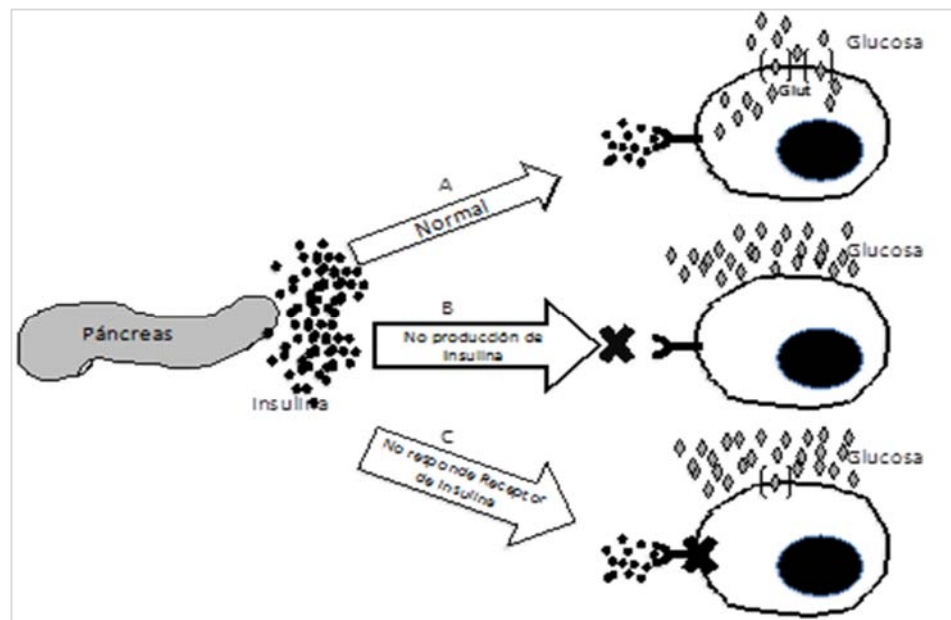 Glucosa
Glut
A
Normal
Glucosa
Páncreas
B
No producción de
Insulina
Insulina
C
No responde Receptor
de Insulina
Glucosa